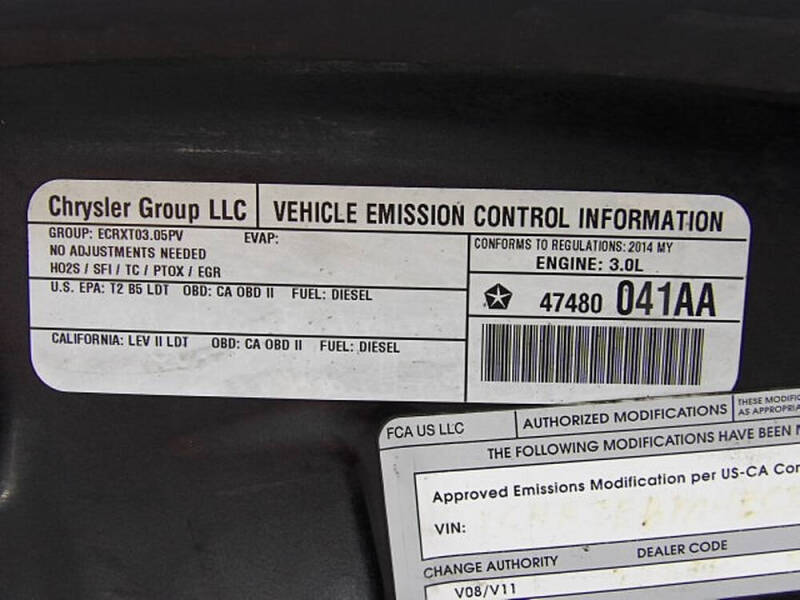 Chrysler Group LLC
VEHICLE EMISSION CONTROL INFORMATION
GROUP: ECRXT03.05PV EVAP:
NO ADJUSTMENTS NEEDED
HO2S / SFI / TC / PTOX / EGR
CONFORMS TO REGULATIONS: 2014 MY
ENGINE: 3.0L
U.S. EPA: T2 B5 LDT OBD: CA OBD II FUEL: DIESEL
47480 041AA
CALIFORNIA: LEV II LDT OBD: CA OBD II FUEL: DIESEL
FCA US LLC
AUTHORIZED MODIFICATIONS
THESE
AS
THE FOLLOWING MODIFICATIONS HAVE BEEN
Approved Emissions Modification per US-CA
VIN:
CHANGE AUTHORITY DEALER CODE
V08/V11